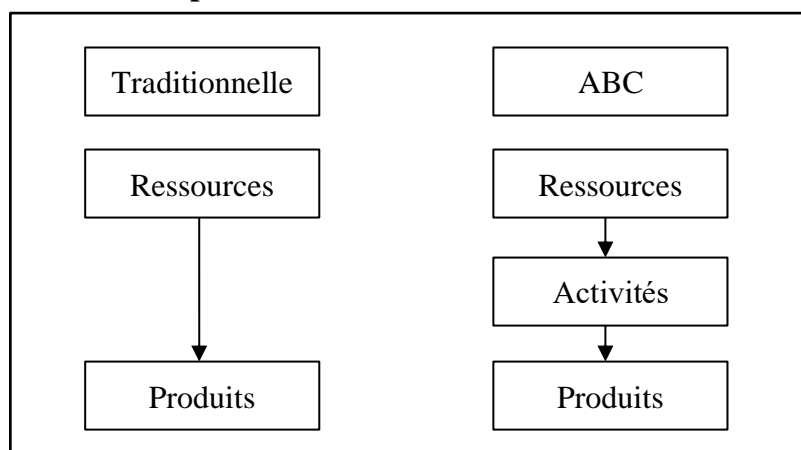 Traditionnelle
ABC
Ressources
Ressources
Activités
Produits
Produits